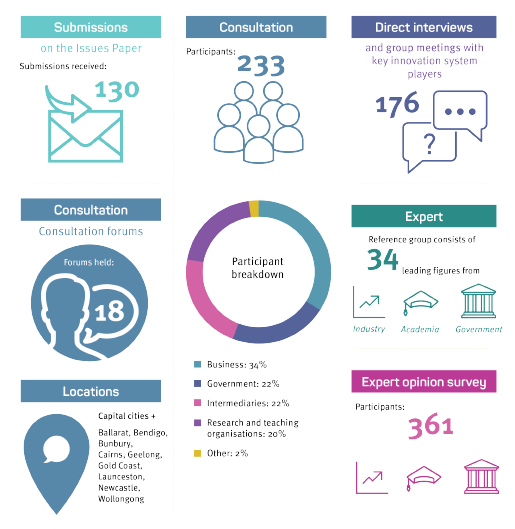 Submissions
on the Issues Paper
Submissions received:
130
Consultation
Participants:
233
Direct interviews
and group meetings with
key innovation system
players
176
?
Consultation
Consultation forums
Forums held:
18
Participant
breakdown
Business: 34%
Government: 22%
Intermediaries: 22%
Research and teaching
organisations: 20%
Other: 2%
Expert
Reference group consists of
34
leading figures from
Industry
Academia
Government
Locations
Capital cities +
Ballarat, Bendigo,
Bunbury,
Cairns, Geelong,
Gold Coast,
Launceston,
Newcastle,
Wollongong
Expert opinion survey
Participants:
361